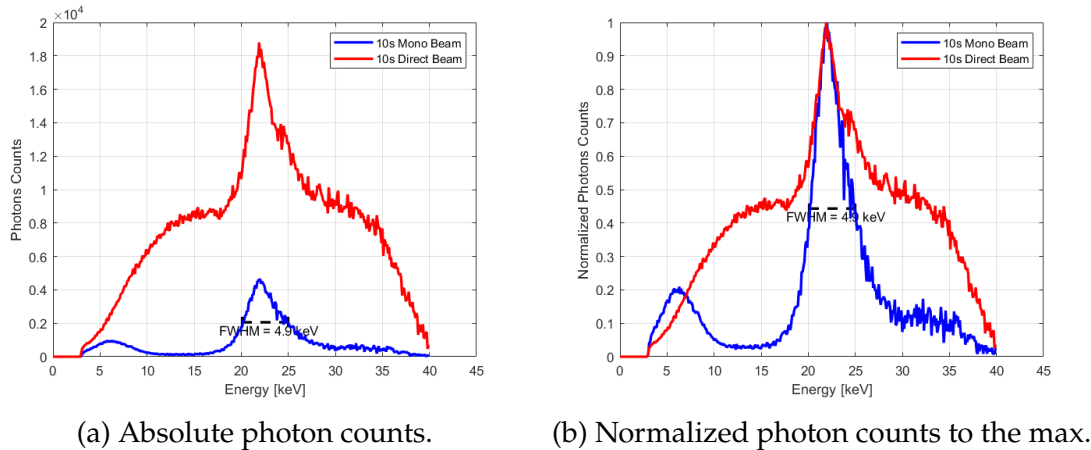 ×10⁴
2
1.8
1.6
1.4
1.2
1
0.8
0.6
0.4
0.2
0
Photons Counts
10s Mono Beam
10s Direct Beam
FWHM = 4.9 keV
0 5 10 15 20 25 30 35 40 45
Energy [keV]
(a) Absolute photon counts.
1
0.9
0.8
0.7
0.6
0.5
0.4
0.3
0.2
0.1
0
Normalized Photons Counts
10s Mono Beam
10s Direct Beam
FWHM = 4.9 keV
0 5 10 15 20 25 30 35 40 45
Energy [keV]
(b) Normalized photon counts to the max.